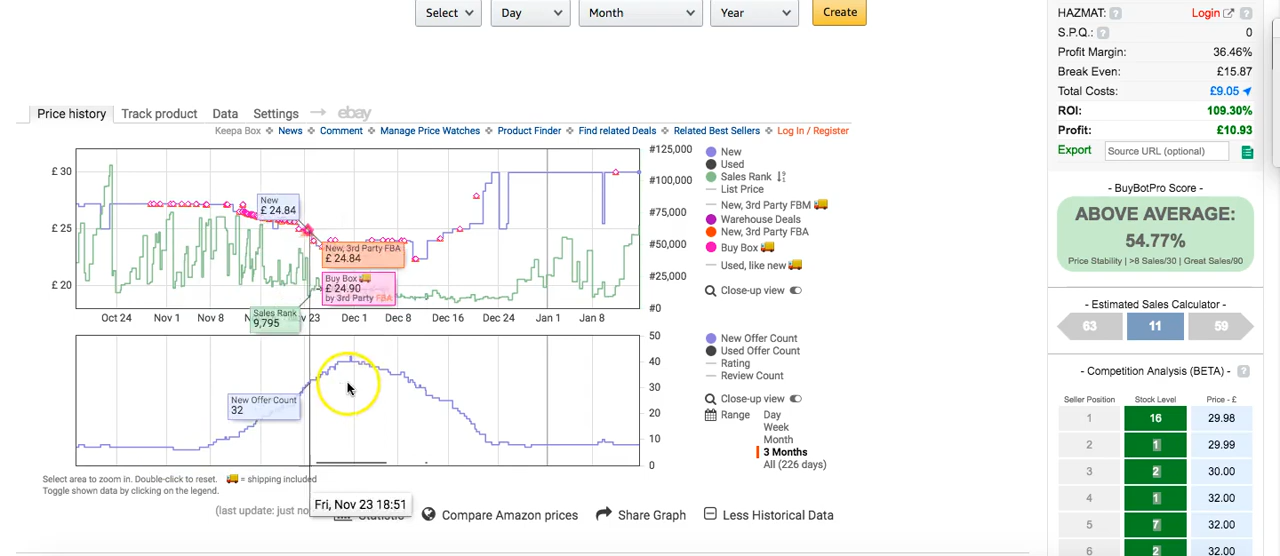 Select Day Month Year Create
Price history Track product Data Settings → ebay
Keepa Box News Comment Manage Price Watches Product Finder Find related Deals Related Best Sellers Log In / Register
£ 30
£ 25
£ 20
#125,000
#100,000
#75,000
#50,000
#25,000
#0
New
£ 24.84
New, 3rd Party FBA
£ 24.84
Buy Box
£ 24.90
by 3rd Party FBA
Sales Rank
9,795
Oct 24 Nov 1 Nov 8 v 23 Dec 1 Dec 8 Dec 16 Dec 24 Jan 1 Jan 8
New
Used
Sales Rank
List Price
New, 3rd Party FBM
Warehouse Deals
New, 3rd Party FBA
Buy Box
Used, like new
Close-up view
50
40
30
20
10
0
New Offer Count
32
New Offer Count
Used Offer Count
Rating
Review Count
Close-up view
Range Day
Week
Month
3 Months
All (226 days)
Select area to zoom in. Double-click to reset. = shipping included
Toggle shown data by clicking on the legend.
Fri, Nov 23 18:51
(last update: just no
Compare Amazon prices Share Graph Less Historical Data
HAZMAT: ? Login ?
S.P.Q.: ? 0
Profit Margin: 36.46%
Break Even: £15.87
Total Costs: £9.05
ROI: 109.30%
Profit: £10.93
Export Source URL (optional)
- BuyBotPro Score -
ABOVE AVERAGE:
54.77%
Price Stability | >8 Sales/30 | Great Sales/90
- Estimated Sales Calculator -
63 11 59
- Competition Analysis (BETA) - ?
Seller Position Stock Level Price - £
1 16 29.98
2 1 29.99
3 2 30.00
4 1 32.00
5 7 32.00
6 2 32.00